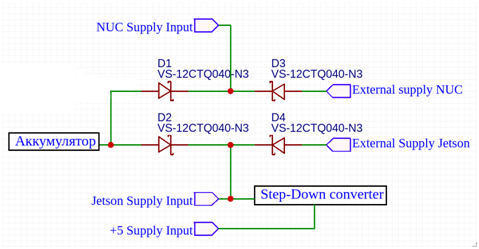 NUC Supply Input
D1
VS-12CTQ040-N3
D3
VS-12CTQ040-N3
External supply NUC
D2
VS-12CTQ040-N3
D4
VS-12CTQ040-N3
Аккумулятор
External Supply Jetson
Jetson Supply Input
Step-Down converter
+5 Supply Input